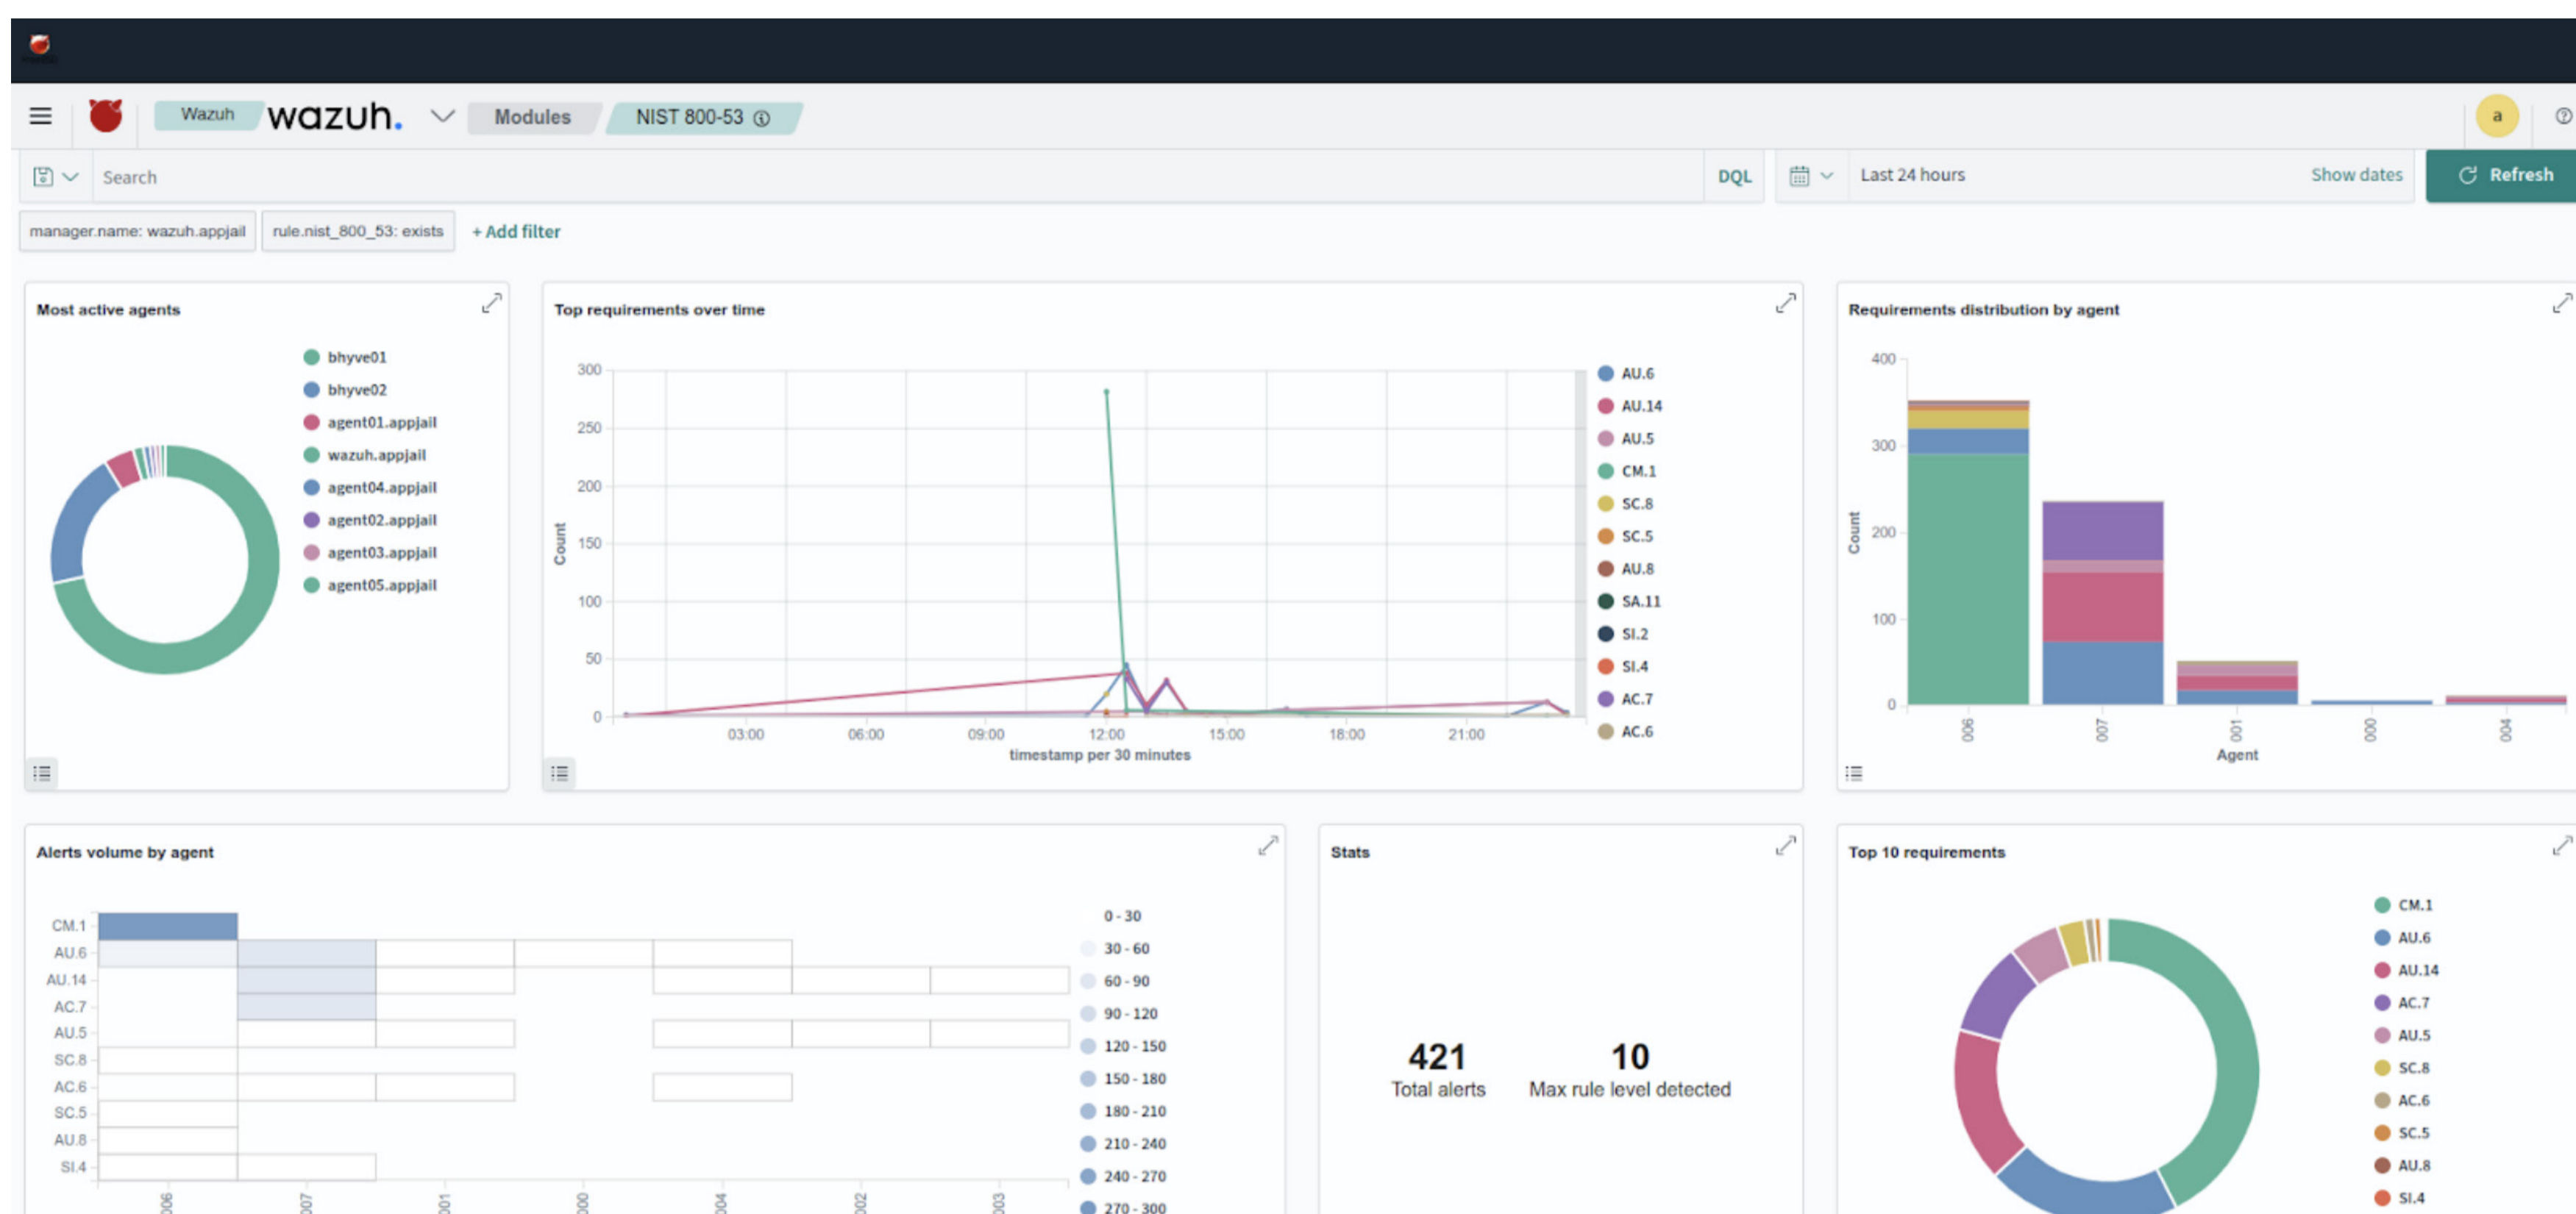 Wazuh wazuh. Modules NIST 800-53
a
Search DQL Last 24 hours Show dates Refresh
manager.name: wazuh.appjail rule.nist_800_53: exists + Add filter
Most active agents
bhyve01
bhyve02
agent01.appjail
wazuh.appjail
agent04.appjail
agent02.appjail
agent03.appjail
agent05.appjail
Top requirements over time
300
250
200
150
100
50
0
Count
03:00 06:00 09:00 12:00 15:00 18:00 21:00
timestamp per 30 minutes
AU.6
AU.14
AU.5
CM.1
SC.8
SC.5
AU.8
SA.11
SI.2
SI.4
AC.7
AC.6
Requirements distribution by agent
400
300
200
100
0
Count
006 007 001 000 004
Agent
Alerts volume by agent
CM.1
AU.6
AU.14
AC.7
AU.5
SC.8
AC.6
SC.5
AU.8
SI.4
006 007 001 000 004 002 003
0 - 30
30 - 60
60 - 90
90 - 120
120 - 150
150 - 180
180 - 210
210 - 240
240 - 270
270 - 300
Stats
421 10
Total alerts Max rule level detected
Top 10 requirements
CM.1
AU.6
AU.14
AC.7
AU.5
SC.8
AC.6
SC.5
AU.8
SI.4